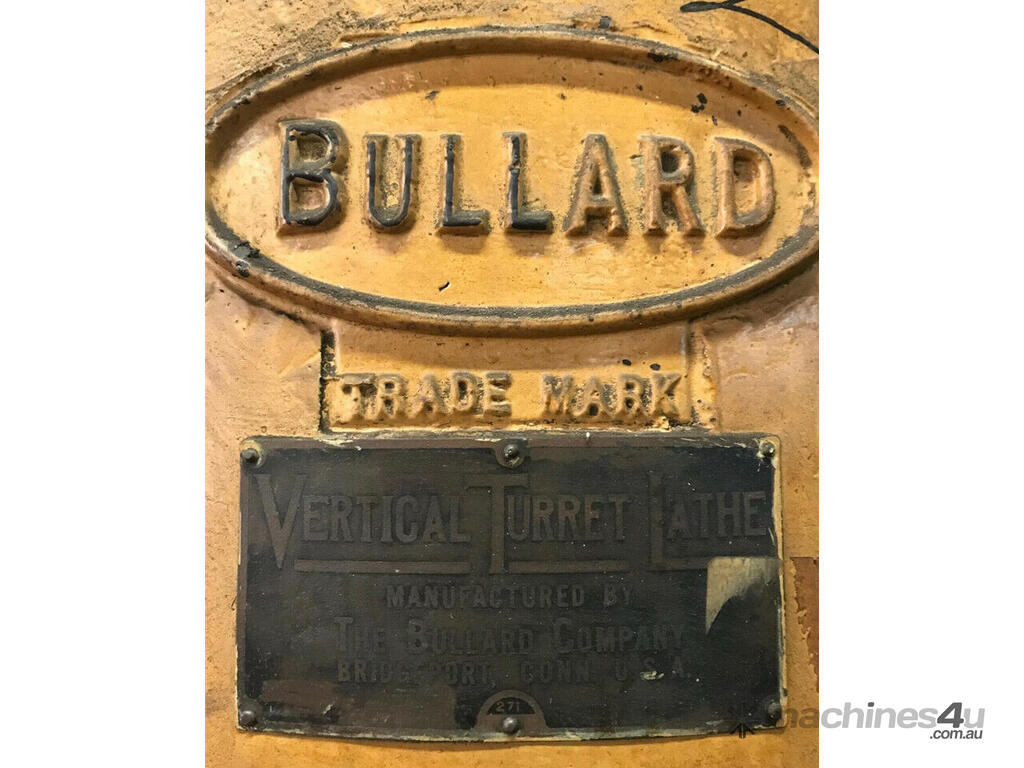 BULLARD
TRADE MARK
VERTICAL TURRET LATHE
MANUFACTURED BY
THE BULLARD COMPANY
BRIDGEPORT, CONN. U.S.A.
271
machines4u
.com.au